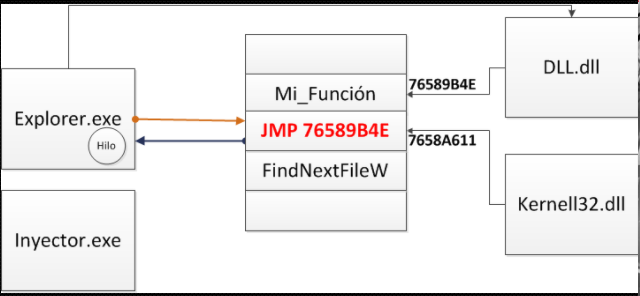 Explorer.exe
Hilo
Inyector.exe
Mi_Función
JMP 76589B4E
FindNextFileW
76589B4E
7658A611
DLL.dll
Kernell32.dll